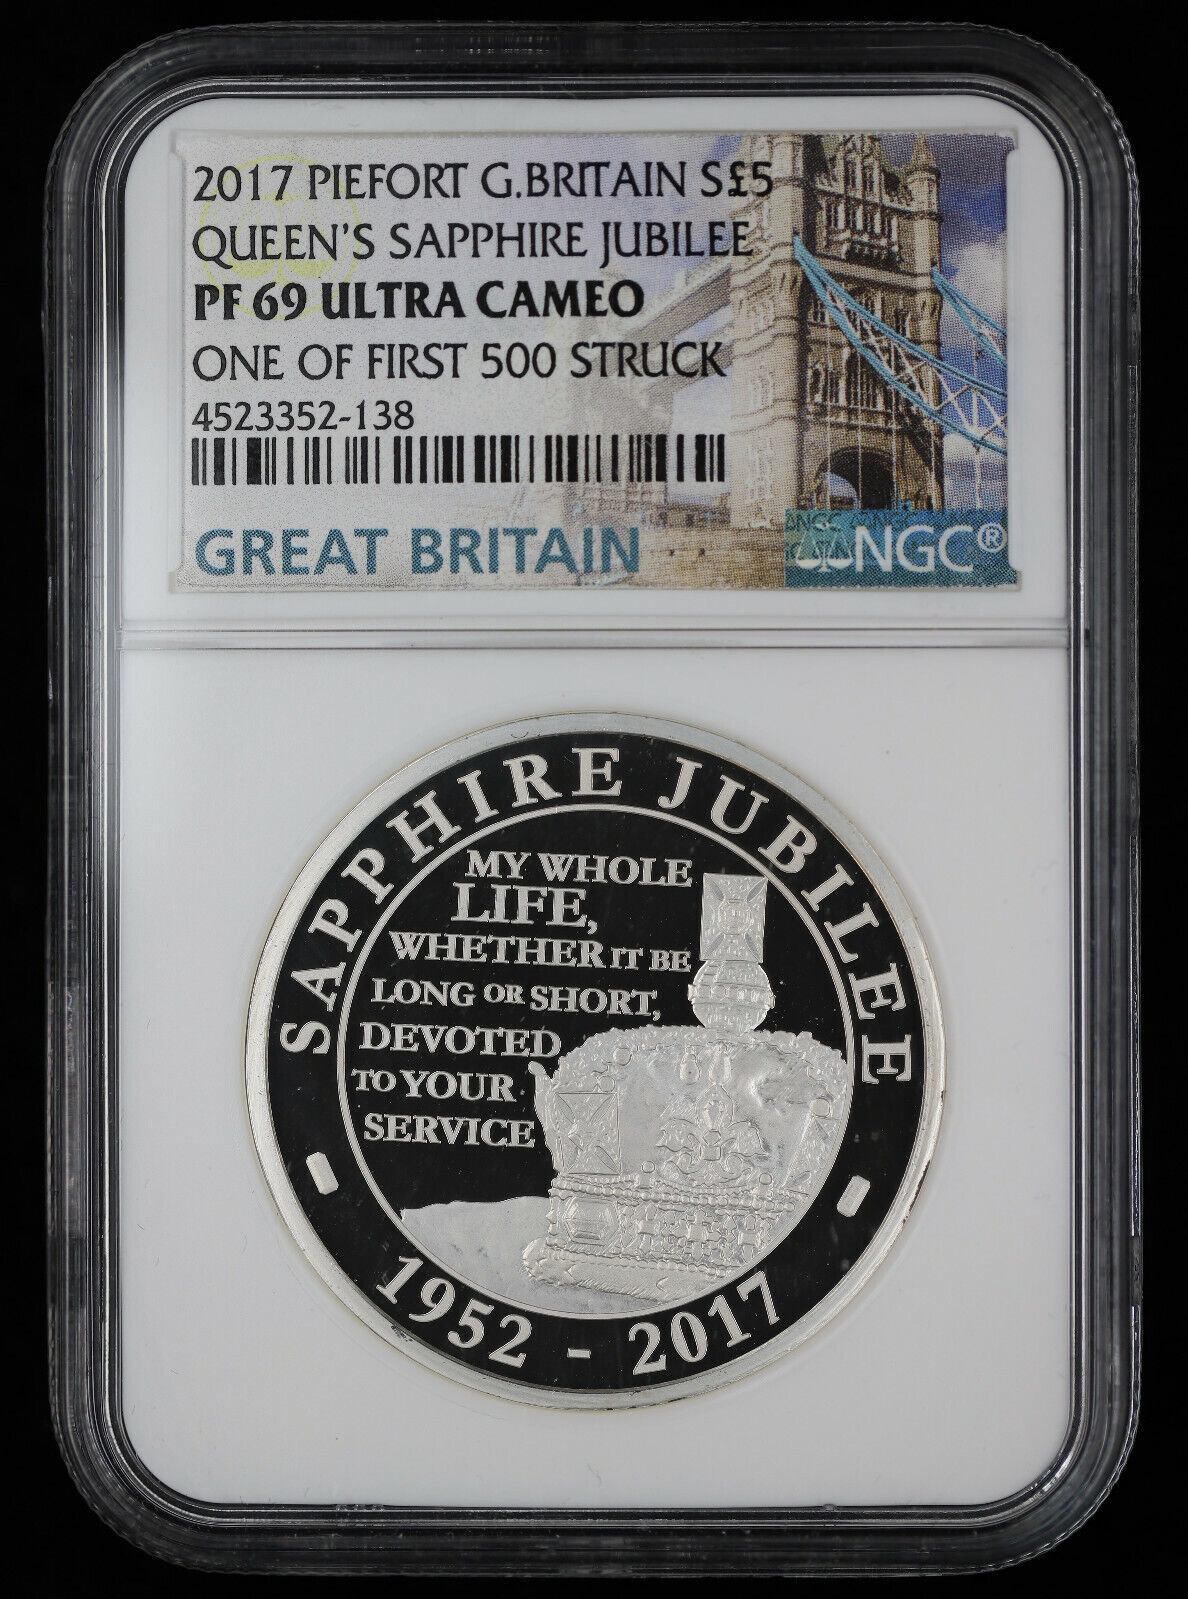 2017 PIEFORT G.BRITAIN S£5
QUEEN'S SAPPHIRE JUBILEE
PF 69 ULTRA CAMEO
ONE OF FIRST 500 STRUCK
4523352-138
GREAT BRITAIN
NGC®
SAPPHIRE JUBILEE
MY WHOLE
LIFE,
WHETHER IT BE
LONG OR SHORT,
DEVOTED
TO YOUR
SERVICE
1952 - 2017